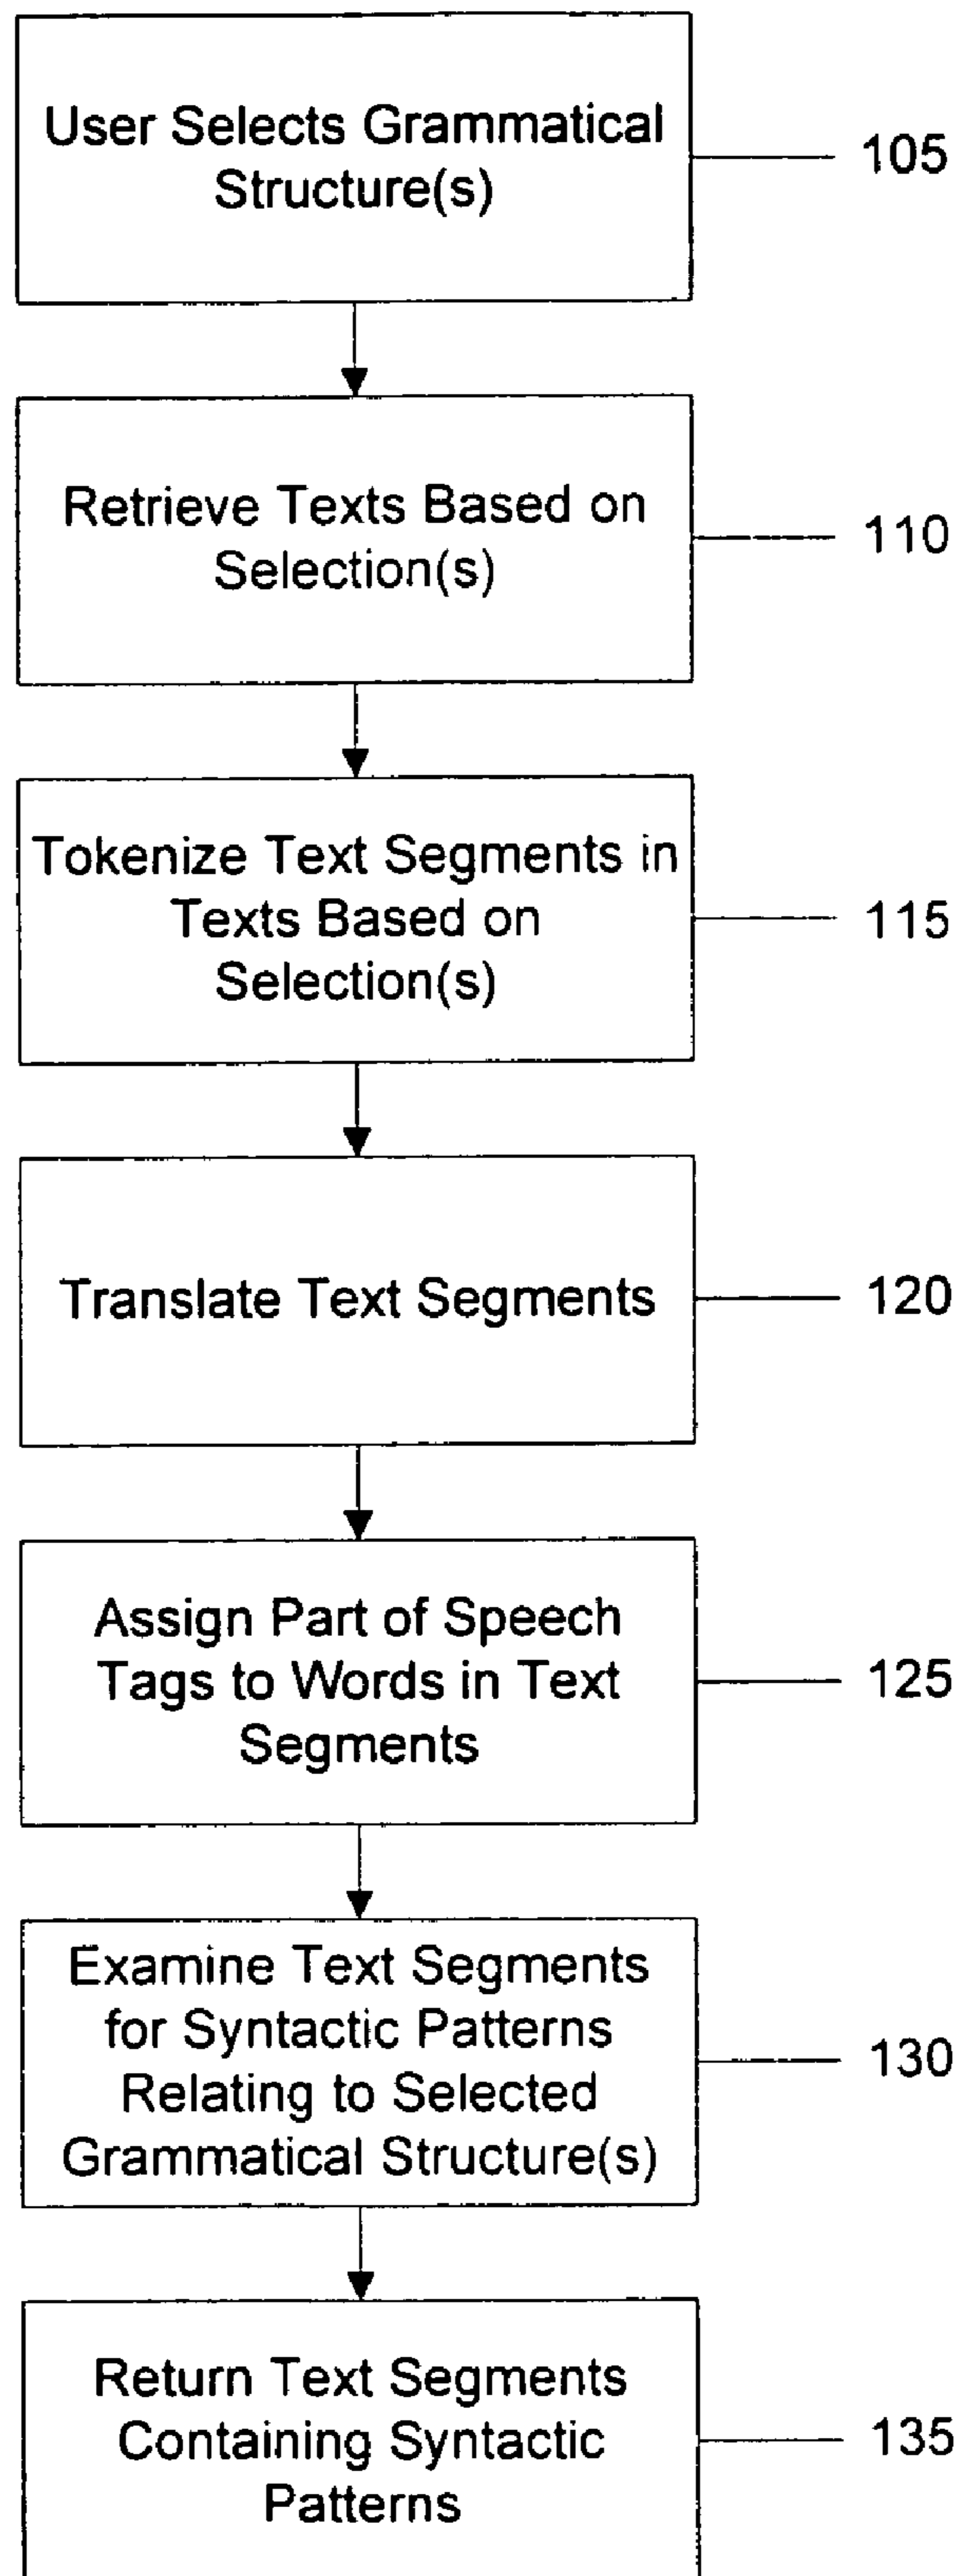 User Selects Grammatical
Structure(s)
105
Retrieve Texts Based on
Selection(s)
110
Tokenize Text Segments in
Texts Based on
Selection(s)
115
Translate Text Segments
120
Assign Part of Speech
Tags to Words in Text
Segments
125
Examine Text Segments
for Syntactic Patterns
Relating to Selected
Grammatical Structure(s)
130
Return Text Segments
Containing Syntactic
Patterns
135